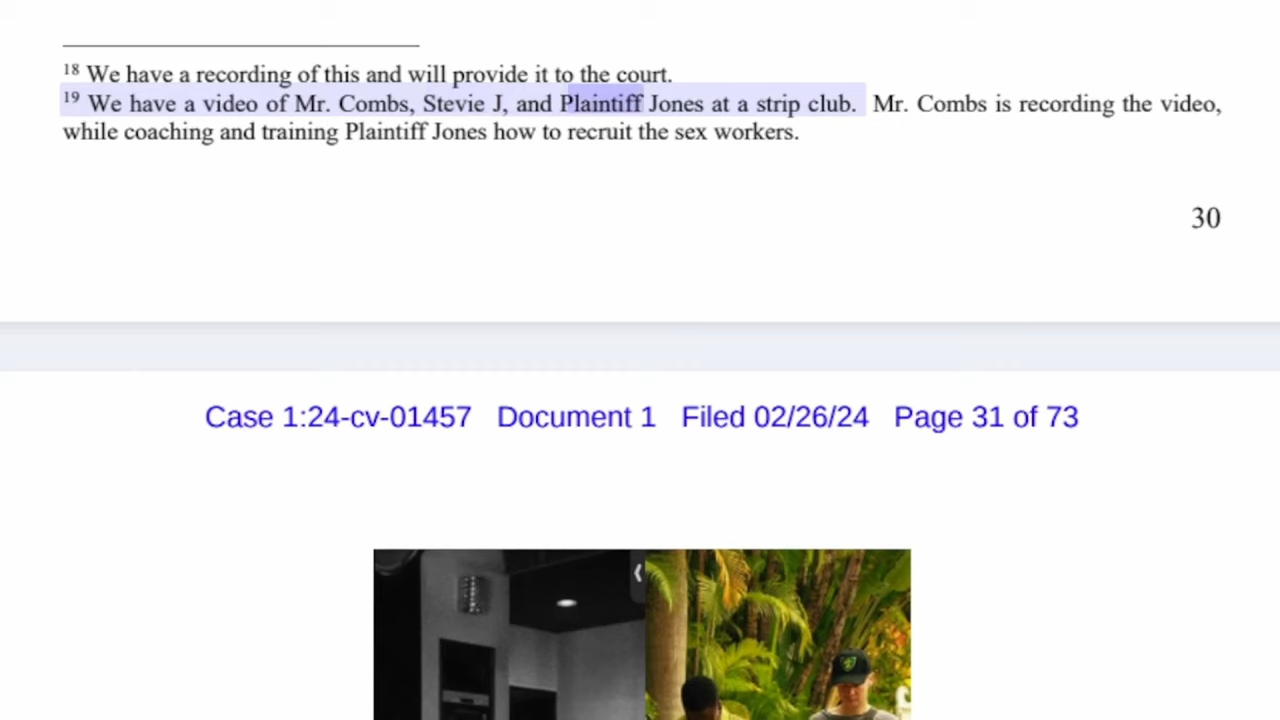 18 We have a recording of this and will provide it to the court.
19 We have a video of Mr. Combs, Stevie J, and Plaintiff Jones at a strip club. Mr. Combs is recording the video,
while coaching and training Plaintiff Jones how to recruit the sex workers.
30
Case 1:24-cv-01457 Document 1 Filed 02/26/24 Page 31 of 73